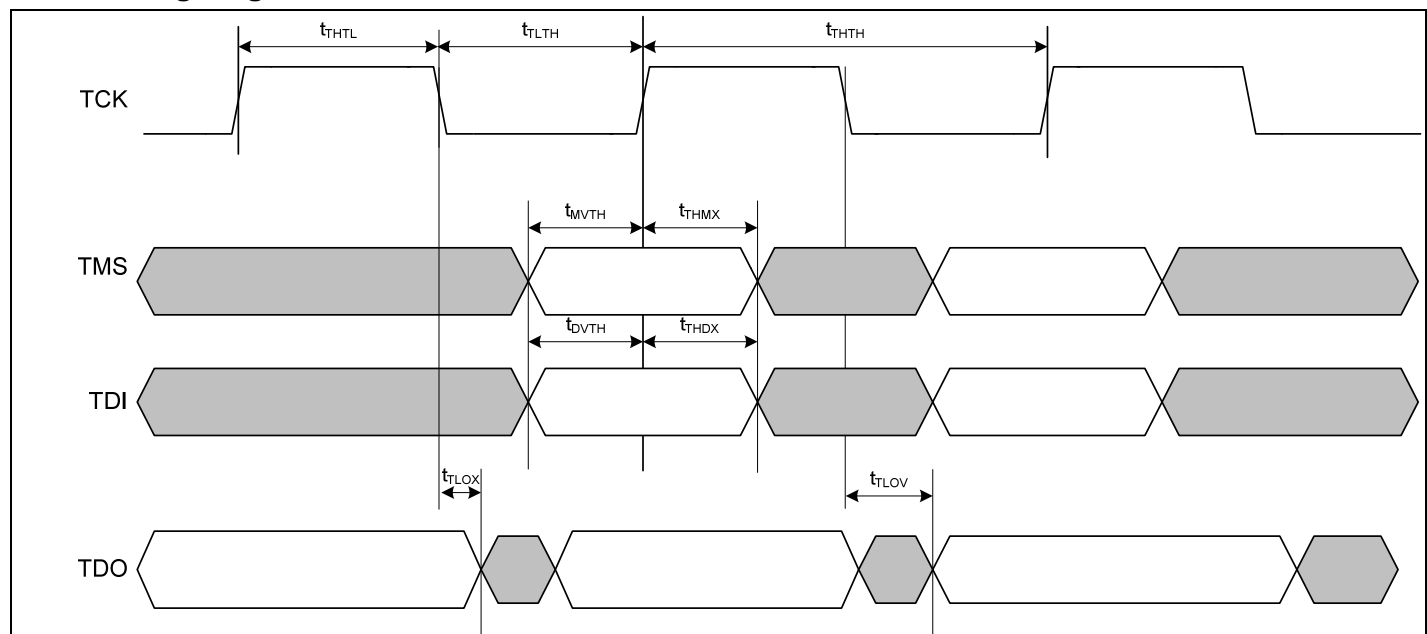 tTHTL tTLTH tTHTH
TCK
tMVTH tTHMX
TMS
tDVTH tTHDX
TDI
tTLOX tTLOV
TDO